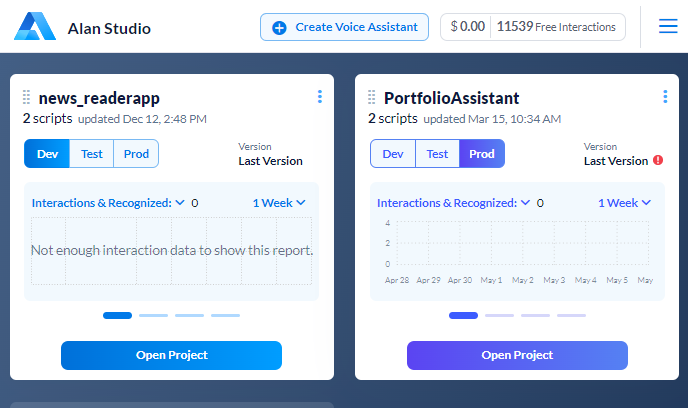 Alan Studio
Create Voice Assistant
$ 0.00 11539 Free Interactions
news_readerapp
2 scripts updated Dec 12, 2:48 PM
Dev Test Prod
Version
Last Version
Interactions & Recognized: 0 1 Week
Not enough interaction data to show this report.
Open Project
PortfolioAssistant
2 scripts updated Mar 15, 10:34 AM
Dev Test Prod
Version
Last Version
Interactions & Recognized: 0 1 Week
4
2
0
Apr 28 Apr 29 Apr 30 May 1 May 2 May 3 May 4 May 5 May
Open Project